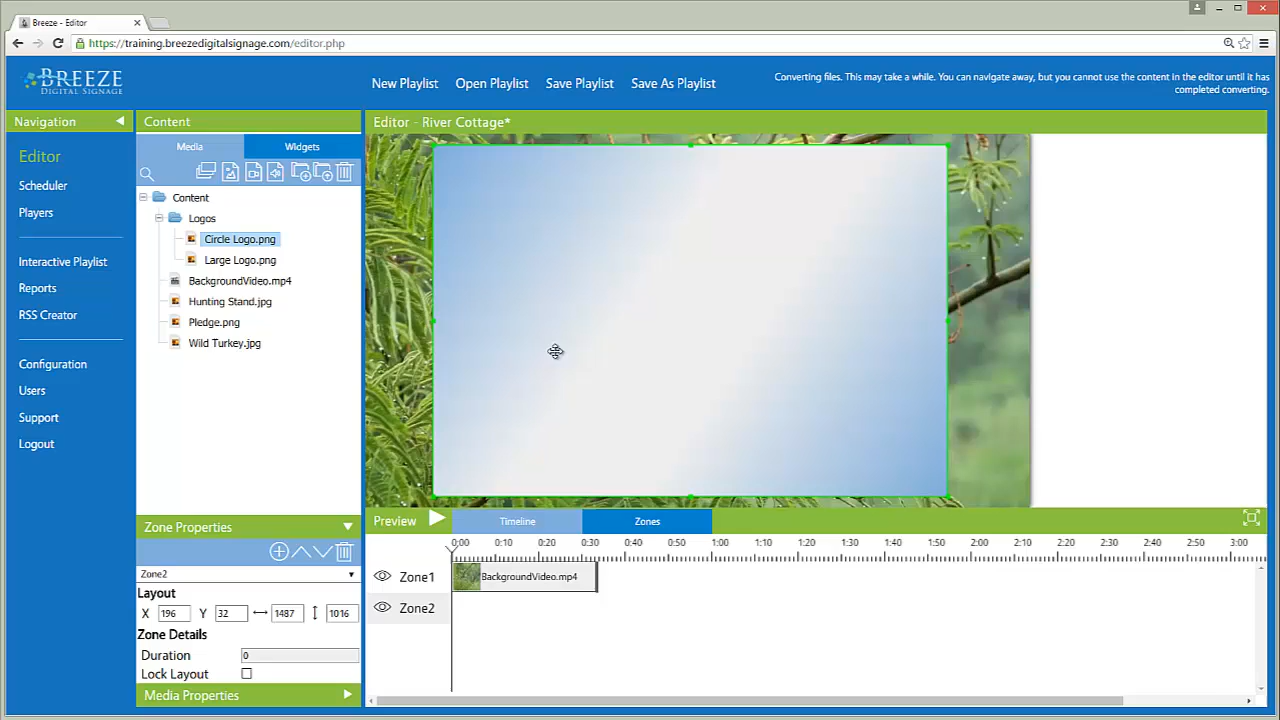 Breeze - Editor
https://training.breezedigitalsignage.com/editor.php
BREEZE
DIGITAL SIGNAGE
New Playlist Open Playlist Save Playlist Save As Playlist
Converting files. This may take a while. You can navigate away, but you cannot use the content in the editor until it has
completed converting.
Navigation
Content
Editor - River Cottage*
Media Widgets
Editor
Scheduler
Players
Interactive Playlist
Reports
RSS Creator
Configuration
Users
Support
Logout
Content
Logos
Circle Logo.png
Large Logo.png
BackgroundVideo.mp4
Hunting Stand.jpg
Pledge.png
Wild Turkey.jpg
Zone Properties
Zone2
Layout
X 196 Y 32 1487 1016
Zone Details
Duration 0
Lock Layout
Media Properties
Preview Timeline Zones
0:00 0:10 0:20 0:30 0:40 0:50 1:00 1:10 1:20 1:30 1:40 1:50 2:00 2:10 2:20 2:30 2:40 2:50 3:00
Zone1 BackgroundVideo.mp4
Zone2